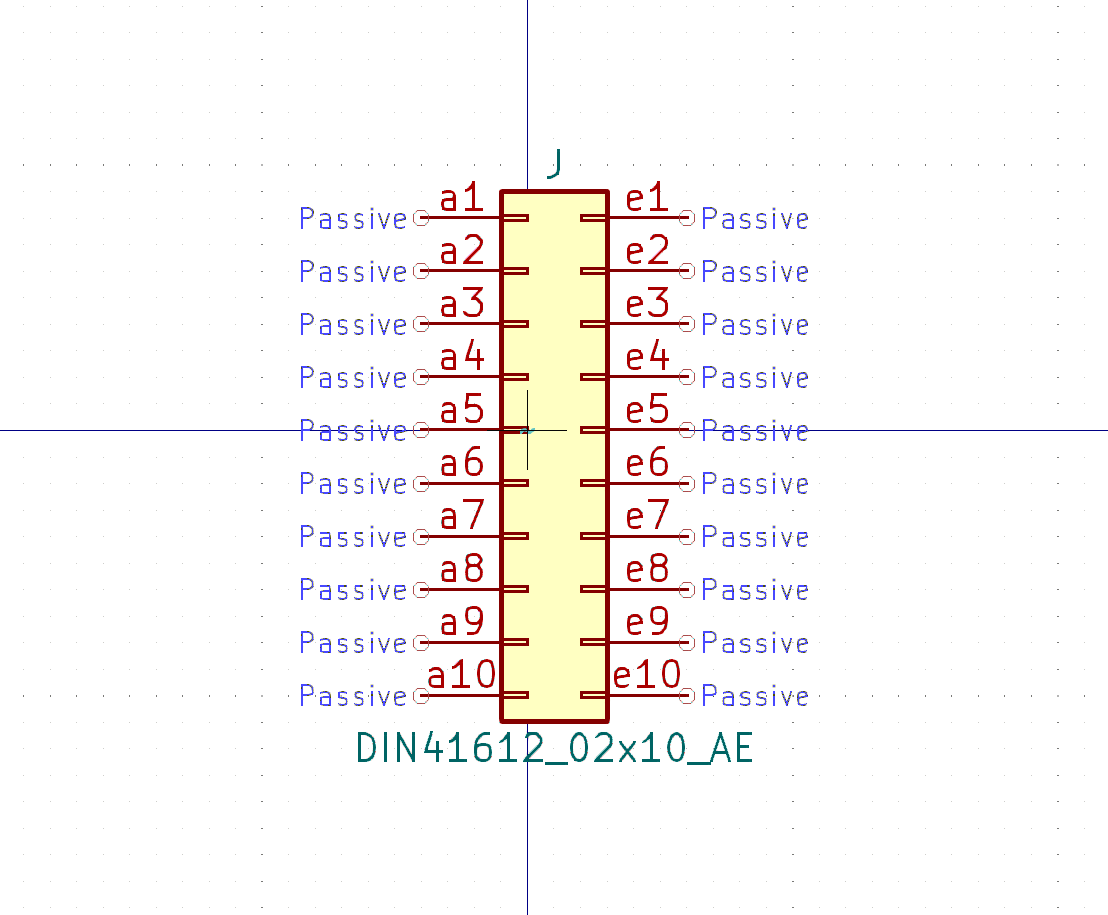 J
Passive a1 e1 Passive
Passive a2 e2 Passive
Passive a3 e3 Passive
Passive a4 e4 Passive
Passive a5 e5 Passive
Passive a6 e6 Passive
Passive a7 e7 Passive
Passive a8 e8 Passive
Passive a9 e9 Passive
Passive a10 e10 Passive
DIN41612_02x10_AE